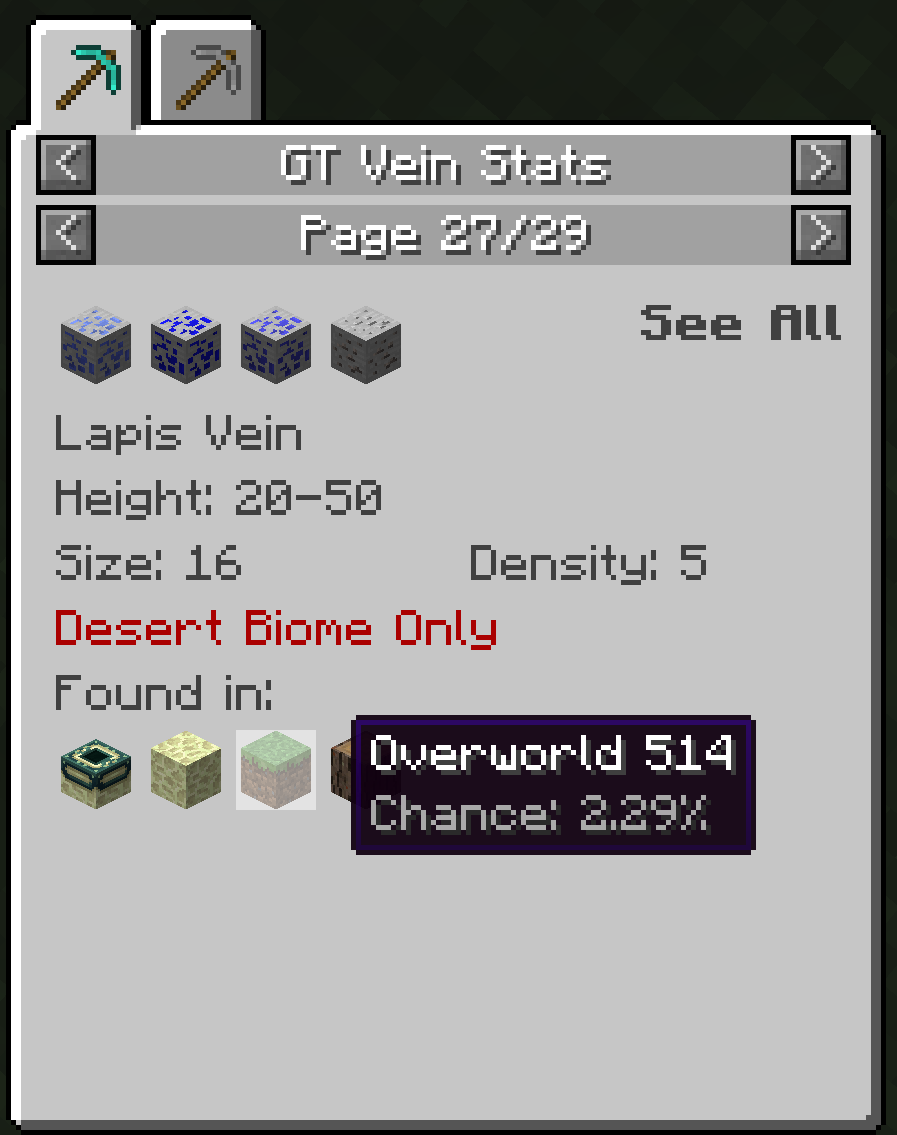 GT Vein Stats
Page 27/29
See All
Lapis Vein
Height: 20-50
Size: 16 Density: 5
Desert Biome Only
Found in:
Overworld 514
Chance: 2.29%